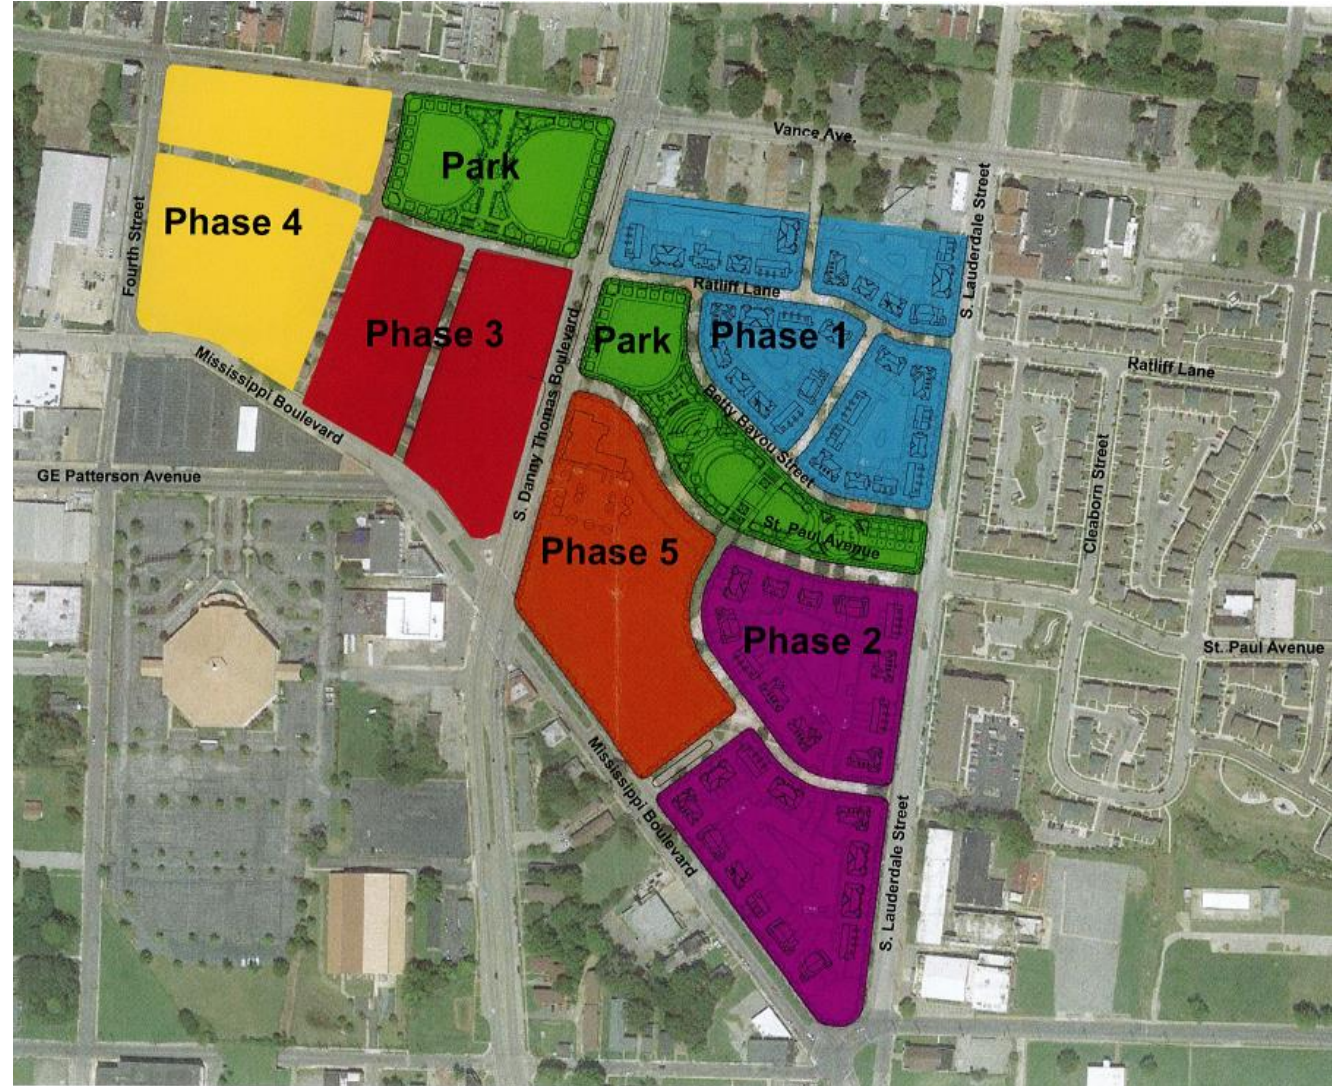 Vance Ave.
Park
Phase 4
Fourth Street
S. Lauderdale Street
Ratliff Lane
Phase 3
Park
Phase 1
Mississippi Boulevard
S. Danny Thomas Boulevard
Betty Bayou Street
Ratliff Lane
GE Patterson Avenue
Cleaborn Street
St. Paul Avenue
Phase 5
Phase 2
St. Paul Avenue
Mississippi Boulevard
S. Lauderdale Street